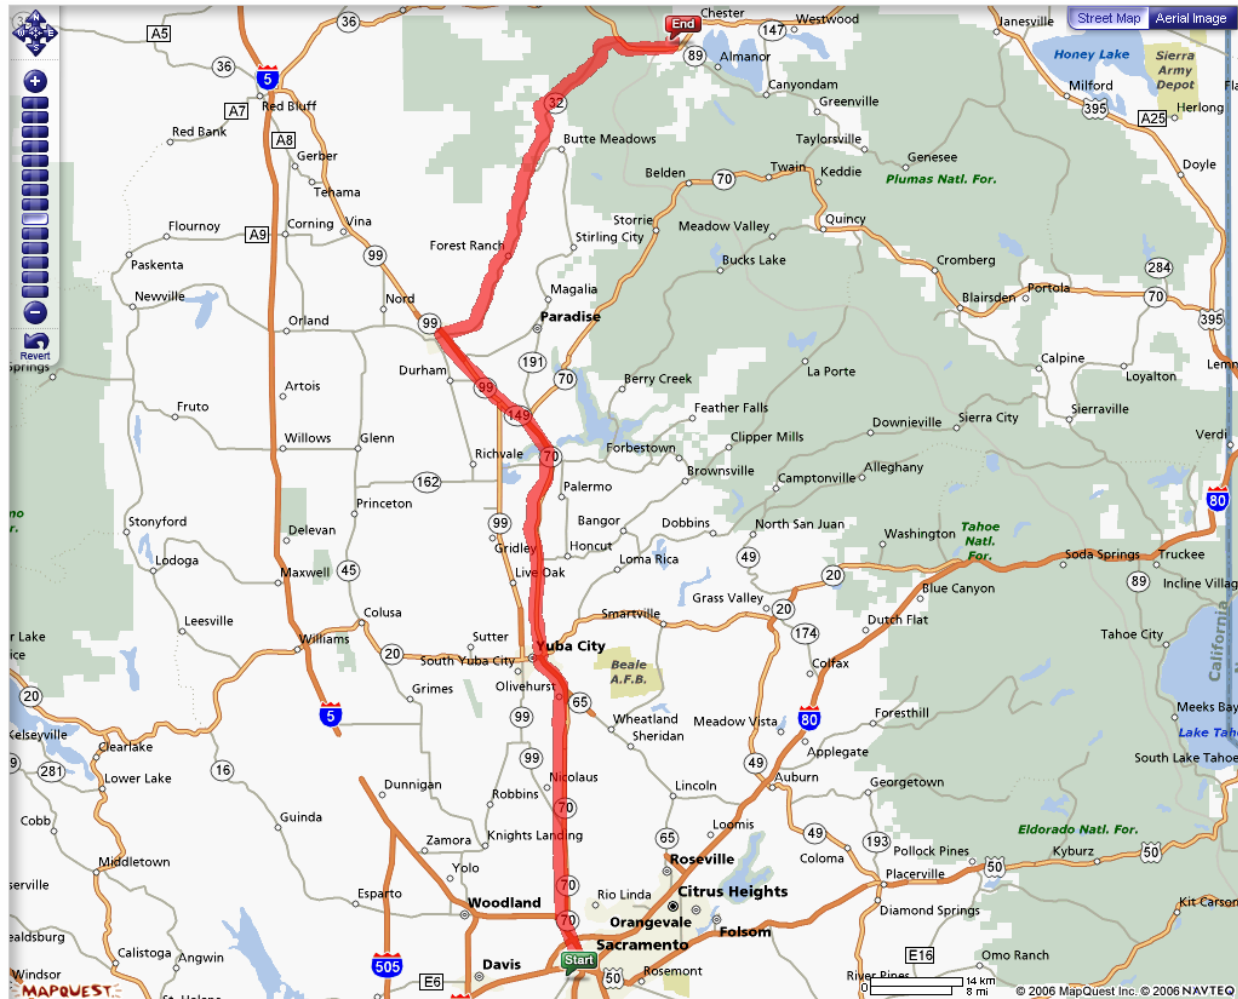 Street Map
Aerial Image
N
W
E
S
Revert
End
Chester
Westwood
Janesville
36
36
A5
147
89
Almanor
Honey Lake
Sierra
Army
Depot
5
36
32
Canyondam
Milford
395
Herlong
A25
A7
Red Bluff
Greenville
Red Bank
A8
Butte Meadows
Taylorsville
Genesee
Doyle
Gerber
Tehama
Belden
70
Twain
Keddie
Plumas Natl. For.
Flournoy
A9
Corning
Vina
Storrie
Meadow Valley
Quincy
Paskenta
99
Forest Ranch
Stirling City
Bucks Lake
Cromberg
284
Newville
Nord
Magalia
Portola
70
Blairsden
395
Orland
99
Paradise
Springs
191
Durham
70
Calpine
Loyalton
Artois
99
Berry Creek
La Porte
Fruto
149
Feather Falls
Sierra City
Sierraville
Downieville
Verdi
Willows
Glenn
Richvale
70
Forbestown
Clipper Mills
Brownsville
Alleghany
Camptonville
162
Palermo
80
Princeton
Stonyford
99
Bangor
Dobbins
North San Juan
Washington
Tahoe
Natl.
For.
Delevan
Gridley
Honcut
Lodoga
45
Loma Rica
49
Soda Springs
Truckee
Maxwell
Live Oak
20
89
Incline Villag
Blue Canyon
Grass Valley
20
Leesville
Colusa
Smartville
174
Dutch Flat
Tahoe City
California
Williams
20
Sutter
Yuba City
South Yuba City
Beale
A.F.B.
Colfax
20
Grimes
Olivehurst
65
5
99
Wheatland
Meadow Vista
80
Foresthill
Meeks Bay
Kelseyville
Sheridan
Lake Tah
Clearlake
16
99
Applegate
South Lake Tahoe
281
Lower Lake
49
Auburn
Georgetown
Dunnigan
Robbins
Nicolaus
Lincoln
70
Cobb
Guinda
Knights Landing
Loomis
49
193
Eldorado Natl. For.
Zamora
65
Coloma
Pollock Pines
Kyburz
50
Middletown
Yolo
Roseville
50
Placerville
Esparto
70
Rio Linda
Citrus Heights
Woodland
70
Orangevale
Folsom
Diamond Springs
Kit Carson
Sacramento
Calistoga
Angwin
505
Davis
Start
E16
Omo Ranch
Windsor
E6
50
Rosemont
River Pines
14 km
0
8 mi
MAPQUEST
© 2006 MapQuest Inc. © 2006 NAVTEQ